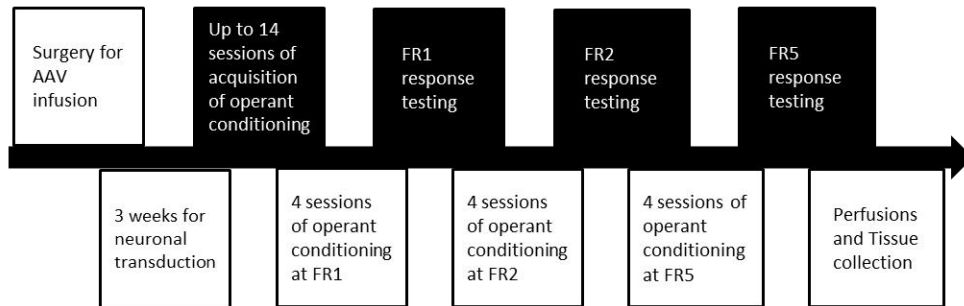 Surgery for
AAV
infusion
Up to 14
sessions of
acquisition
of operant
conditioning
FR1
response
testing
FR2
response
testing
FR5
response
testing
3 weeks for
neuronal
transduction
4 sessions
of operant
conditioning
at FR1
4 sessions
of operant
conditioning
at FR2
4 sessions of
operant
conditioning
at FR5
Perfusions
and Tissue
collection